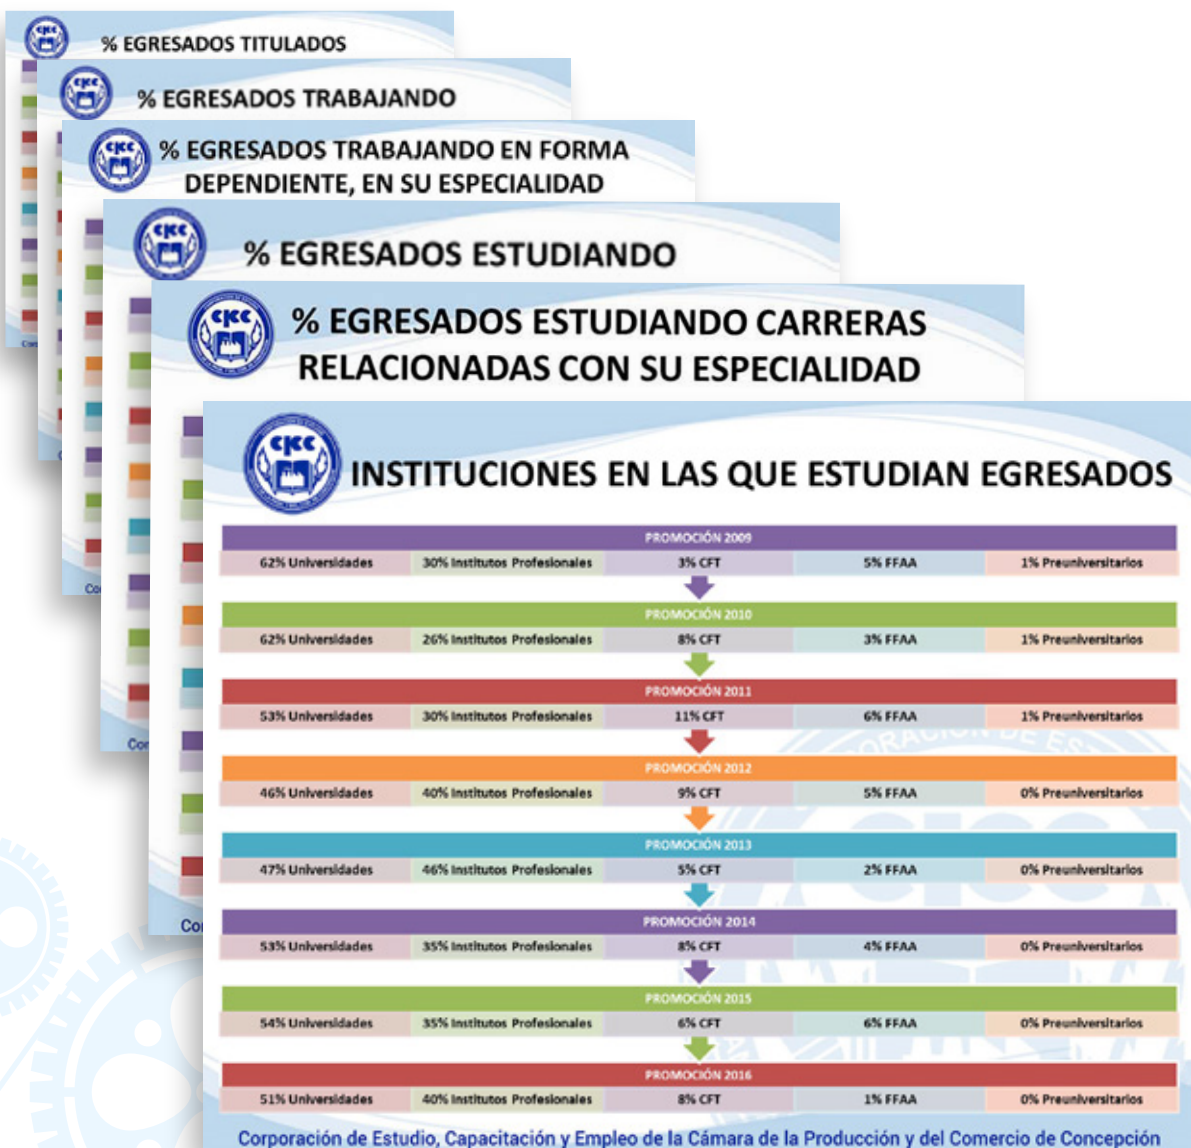 % EGRESADOS TITULADOS
% EGRESADOS TRABAJANDO
CJCC
% EGRESADOS TRABAJANDO EN FORMA
DEPENDIENTE, EN SU ESPECIALIDAD
CJCC
% EGRESADOS ESTUDIANDO
CJCC
% EGRESADOS ESTUDIANDO CARRERAS
RELACIONADAS CON SU ESPECIALIDAD
CJCC
INSTITUCIONES EN LAS QUE ESTUDIAN EGRESADOS
PROMOCIÓN 2009
62% Universidades 30% Institutos Profesionales 3% CFT 5% FFAA 1% Preuniversitarios
PROMOCIÓN 2010
62% Universidades 26% Institutos Profesionales 8% CFT 3% FFAA 1% Preuniversitarios
PROMOCIÓN 2011
53% Universidades 30% Institutos Profesionales 11% CFT 6% FFAA 1% Preuniversitarios
PROMOCIÓN 2012
46% Universidades 40% Institutos Profesionales 9% CFT 5% FFAA 0% Preuniversitarios
PROMOCIÓN 2013
47% Universidades 46% Institutos Profesionales 5% CFT 2% FFAA 0% Preuniversitarios
PROMOCIÓN 2014
53% Universidades 35% Institutos Profesionales 8% CFT 4% FFAA 0% Preuniversitarios
PROMOCIÓN 2015
54% Universidades 35% Institutos Profesionales 6% CFT 6% FFAA 0% Preuniversitarios
PROMOCIÓN 2016
51% Universidades 40% Institutos Profesionales 8% CFT 1% FFAA 0% Preuniversitarios
Corporación de Estudio, Capacitación y Empleo de la Cámara de la Producción y del Comercio de Concepción